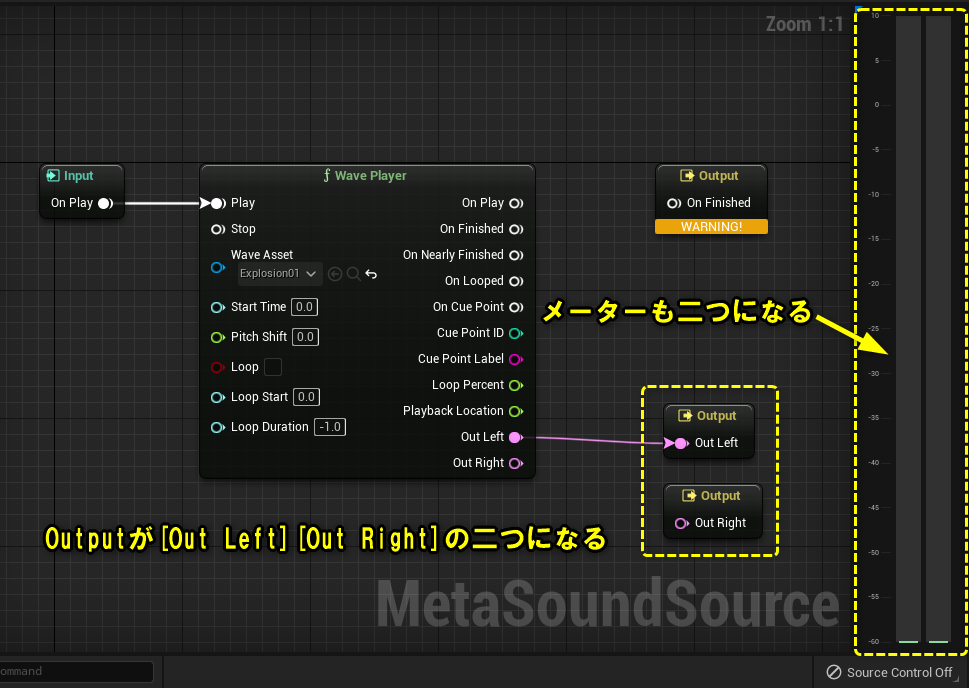 Zoom 1:1
10
5
0
-5
-10
-15
-20
-25
-30
-35
-40
-45
-50
-55
-60
Input
On Play
Wave Player
Play
Stop
Wave Asset
Explosion01
Start Time 0.0
Pitch Shift 0.0
Loop
Loop Start 0.0
Loop Duration -1.0
On Play
On Finished
On Nearly Finished
On Looped
On Cue Point
Cue Point ID
Cue Point Label
Loop Percent
Playback Location
Out Left
Out Right
Output
On Finished
WARNING!
メーターも二つになる
Output
Out Left
Output
Out Right
Outputが[Out Left][Out Right]の二つになる
MetaSoundSource
ommand
Source Control Off